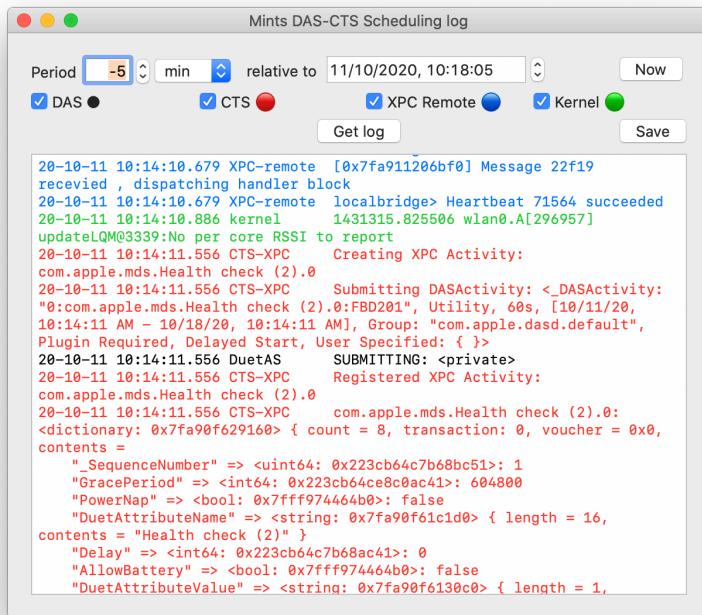 Mints DAS-CTS Scheduling log
Period -5 min relative to 11/10/2020, 10:18:05 Now
DAS CTS XPC Remote Kernel
Get log Save
20-10-11 10:14:10.679 XPC-remote [0x7fa911206bf0] Message 22f19
recevied , dispatching handler block
20-10-11 10:14:10.679 XPC-remote localbridge> Heartbeat 71564 succeeded
20-10-11 10:14:10.886 kernel 1431315.825506 wlan0.A[296957]
updateLQM@3339:No per core RSSI to report
20-10-11 10:14:11.556 CTS-XPC Creating XPC Activity:
com.apple.mds.Health check (2).0
20-10-11 10:14:11.556 CTS-XPC Submitting DASActivity: <_DASActivity:
"0:com.apple.mds.Health check (2).0:FBD201", Utility, 60s, [10/11/20,
10:14:11 AM – 10/18/20, 10:14:11 AM], Group: "com.apple.dasd.default",
Plugin Required, Delayed Start, User Specified: { }>
20-10-11 10:14:11.556 DuetAS SUBMITTING: <private>
20-10-11 10:14:11.556 CTS-XPC Registered XPC Activity:
com.apple.mds.Health check (2).0
20-10-11 10:14:11.556 CTS-XPC com.apple.mds.Health check (2).0:
<dictionary: 0x7fa90f629160> { count = 8, transaction: 0, voucher = 0x0,
contents =
"_SequenceNumber" => <uint64: 0x223cb64c7b68bc51>: 1
"GracePeriod" => <int64: 0x223cb64ce8c0ac41>: 604800
"PowerNap" => <bool: 0x7fff974464b0>: false
"DuetAttributeName" => <string: 0x7fa90f61c1d0> { length = 16,
contents = "Health check (2)" }
"Delay" => <int64: 0x223cb64c7b68ac41>: 0
"AllowBattery" => <bool: 0x7fff974464b0>: false
"DuetAttributeValue" => <string: 0x7fa90f6130c0> { length = 1,